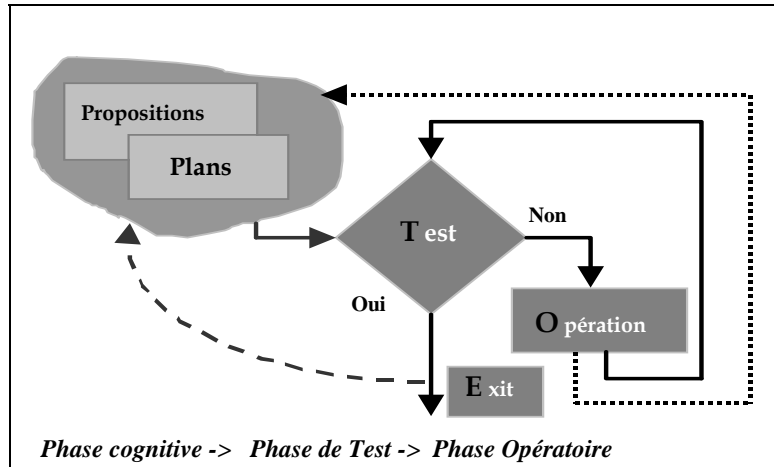 Propositions
Plans
T est
Non
Oui
O pération
E xit
Phase cognitive -> Phase de Test -> Phase Opératoire